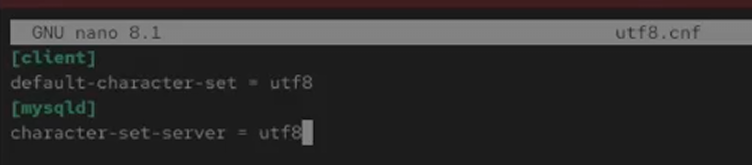 GNU nano 8.1 utf8.cnf
[client]
default-character-set = utf8
[mysqld]
character-set-server = utf8